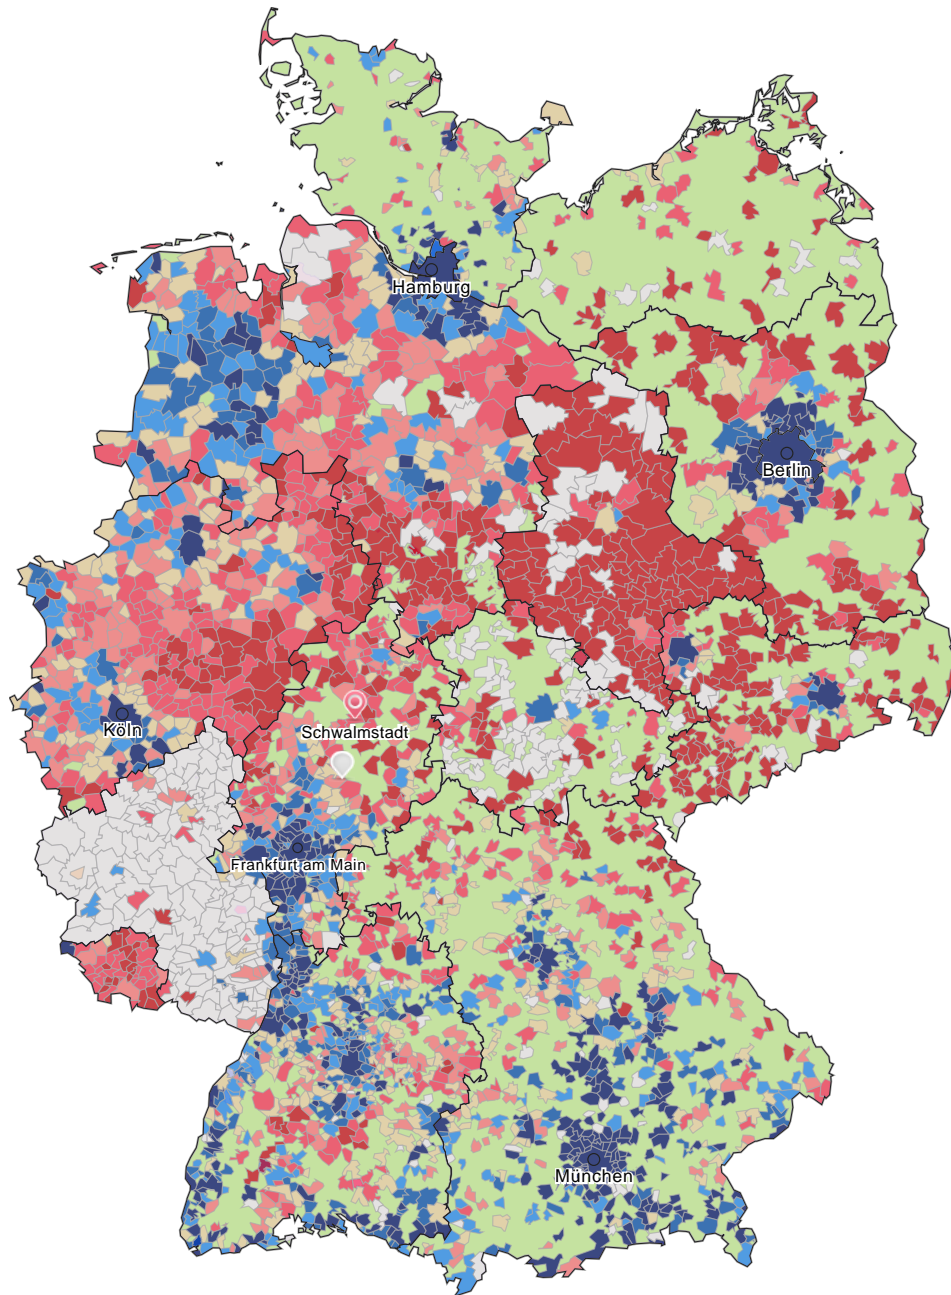 Hamburg
Berlin
Köln
Schwalmstadt
Frankfurt am Main
München